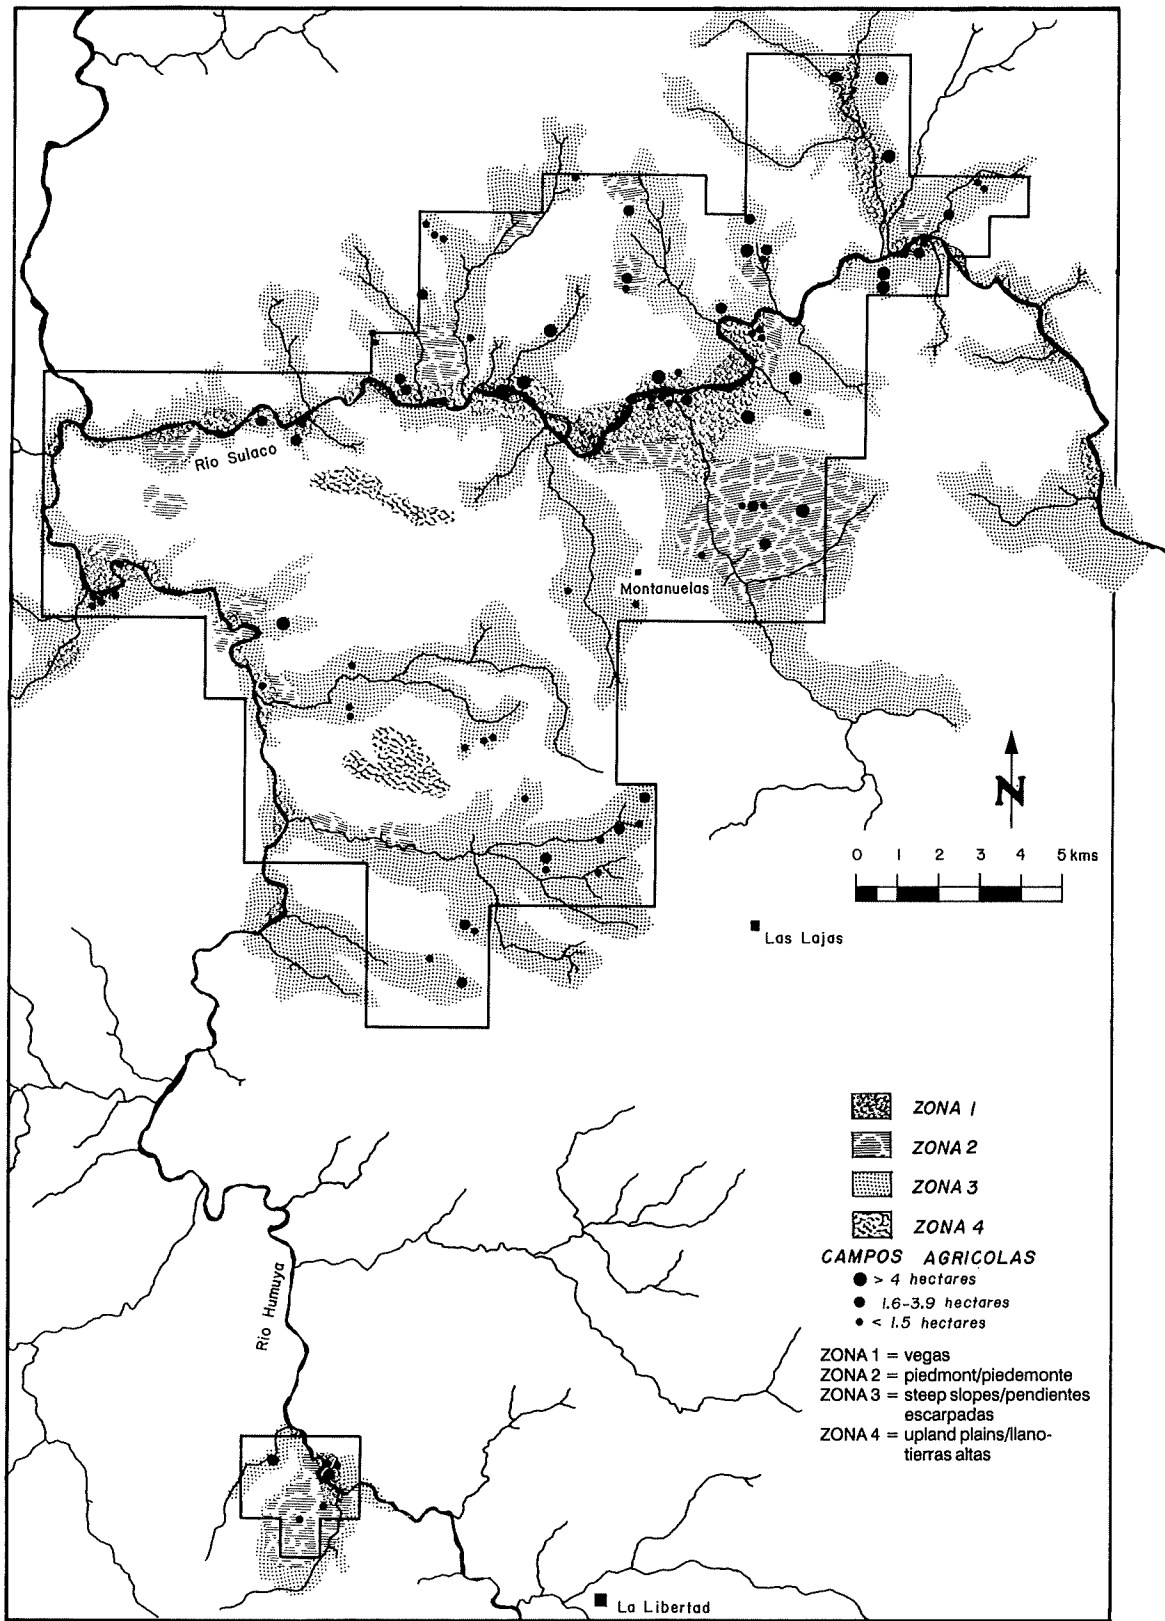 Río Sulaco
Montanuelas
N
0 1 2 3 4 5 kms
Las Lajas
ZONA 1
ZONA 2
ZONA 3
ZONA 4
CAMPOS AGRICOLAS
> 4 hectares
1.6-3.9 hectares
< 1.5 hectares
ZONA 1 = vegas
ZONA 2 = piedmont/piedemonte
ZONA 3 = steep slopes/pendientes
escarpadas
ZONA 4 = upland plains/llano-
tierras altas
Río Humuya
La Libertad